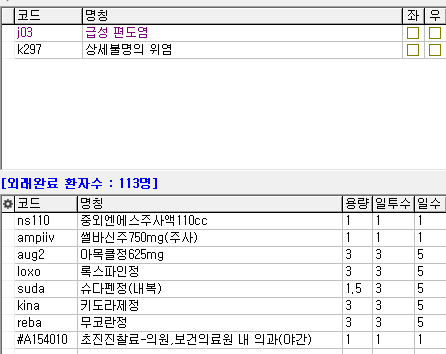 코드 명칭 좌 우
j03 급성 편도염
k297 상세불명의 위염
[외래완료 환자수 : 113명]
코드 명칭 용량 일투수 일수
ns110 중외엔에스주사액110cc 1 1 1
ampiiv 썰바신주750mg(주사) 1 1 1
aug2 아목클정625mg 3 3 5
loxo 록스파인정 3 3 5
suda 슈다펜정(내복) 1.5 3 5
kina 키도라제정 3 3 5
reba 무코란정 3 3 5
#A154010 초진진찰료-의원,보건의료원 내 의과(야간) 1 1 1